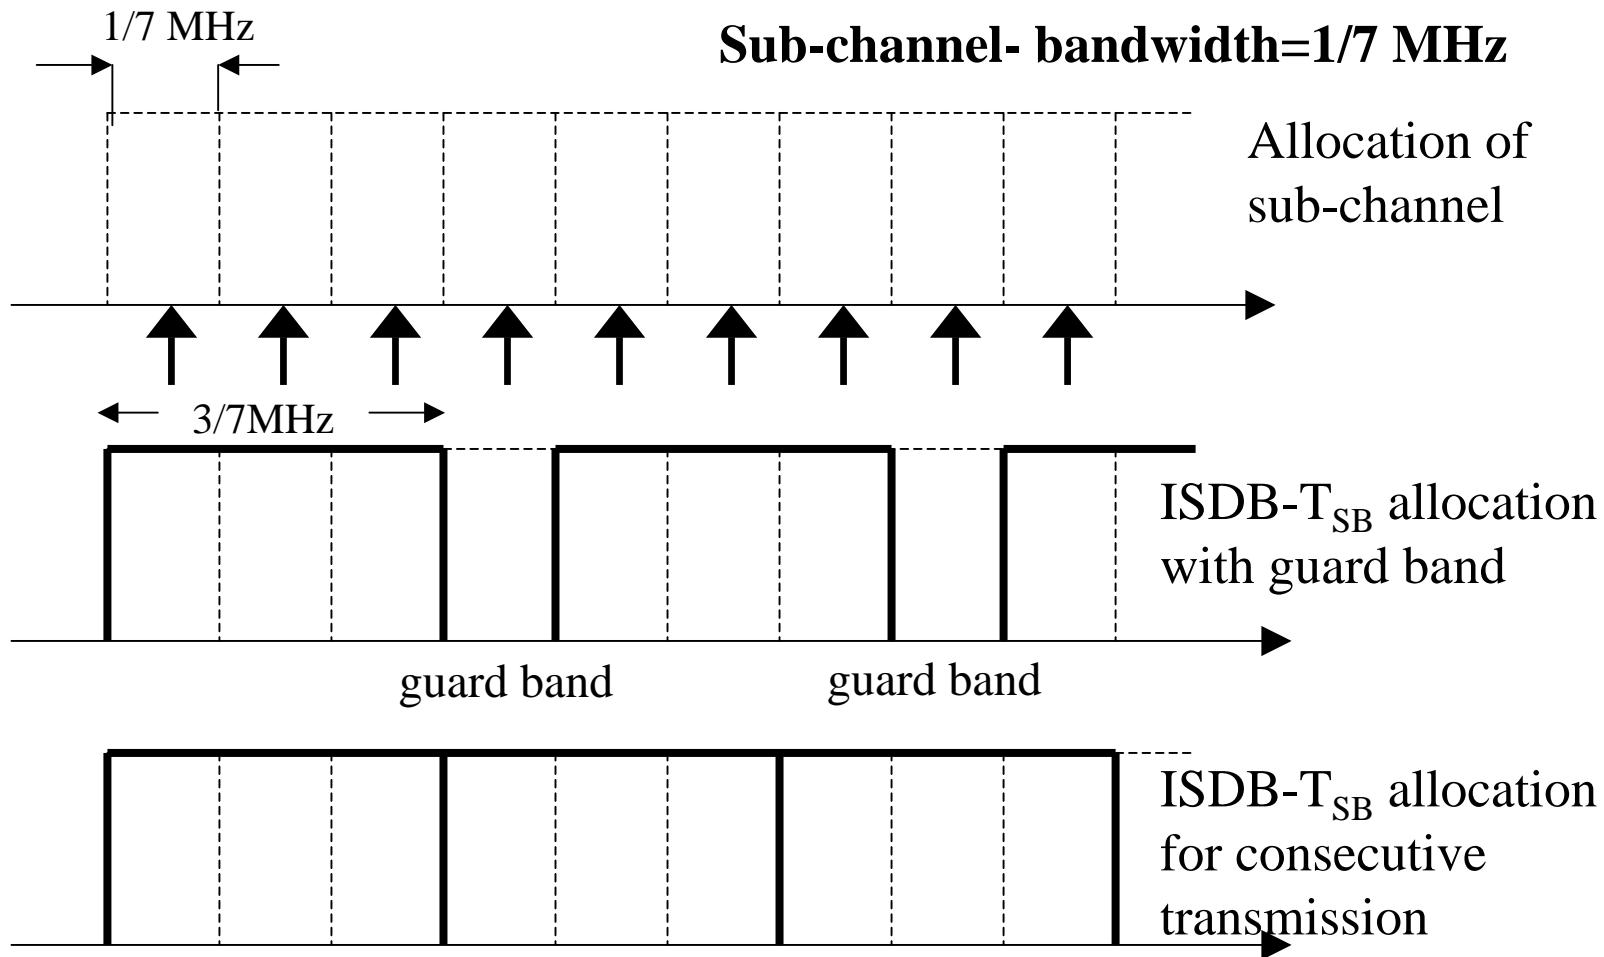 1/7 MHz
Sub-channel- bandwidth=1/7 MHz
Allocation of
sub-channel
3/7MHz
ISDB-TSB allocation
with guard band
guard band
guard band
ISDB-TSB allocation
for consecutive
transmission